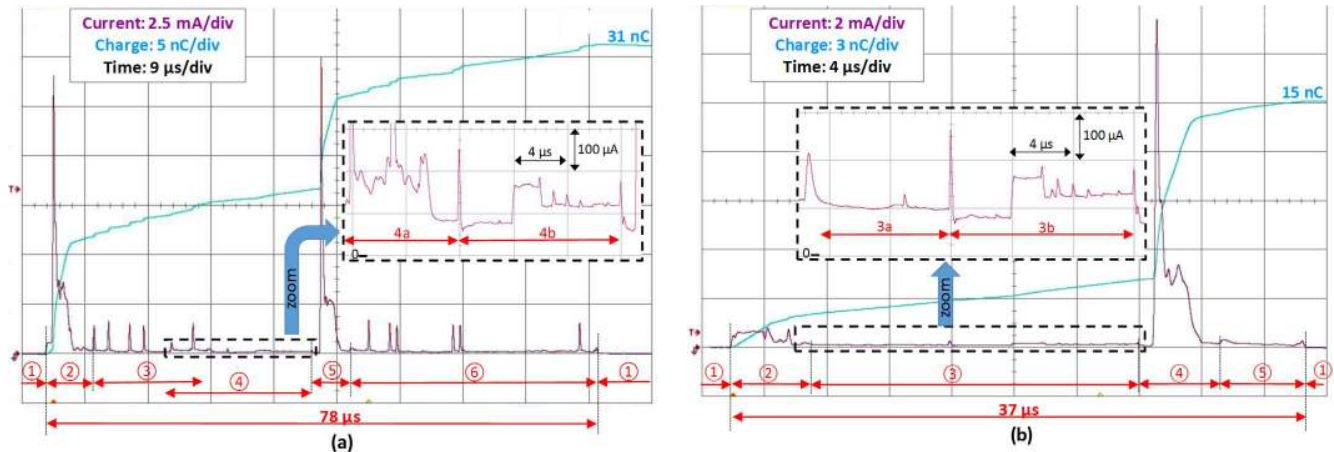 Current: 2.5 mA/div
Charge: 5 nC/div
Time: 9 µs/div
31 nC
100 µA
4 µs
4a
4b
0
zoom
T
① ② ③ ④ ⑤ ⑥ ①
78 µs
(a)
Current: 2 mA/div
Charge: 3 nC/div
Time: 4 µs/div
15 nC
100 µA
4 µs
3a
3b
0
zoom
T
① ② ③ ④ ⑤ ①
37 µs
(b)